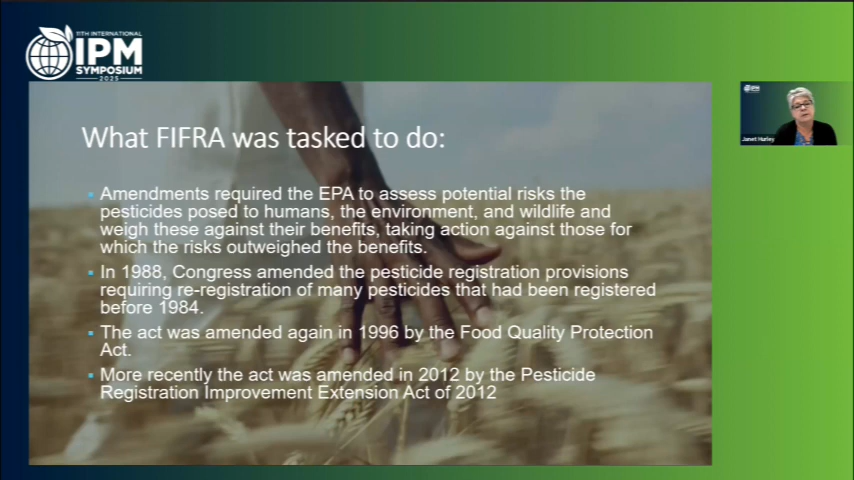 11TH INTERNATIONAL
IPM
SYMPOSIUM
2025
What FIFRA was tasked to do:
Amendments required the EPA to assess potential risks the
pesticides posed to humans, the environment, and wildlife and
weigh these against their benefits, taking action against those for
which the risks outweighed the benefits.
In 1988, Congress amended the pesticide registration provisions
requiring re-registration of many pesticides that had been registered
before 1984.
The act was amended again in 1996 by the Food Quality Protection
Act.
More recently the act was amended in 2012 by the Pesticide
Registration Improvement Extension Act of 2012
IPM
Janet Hurley